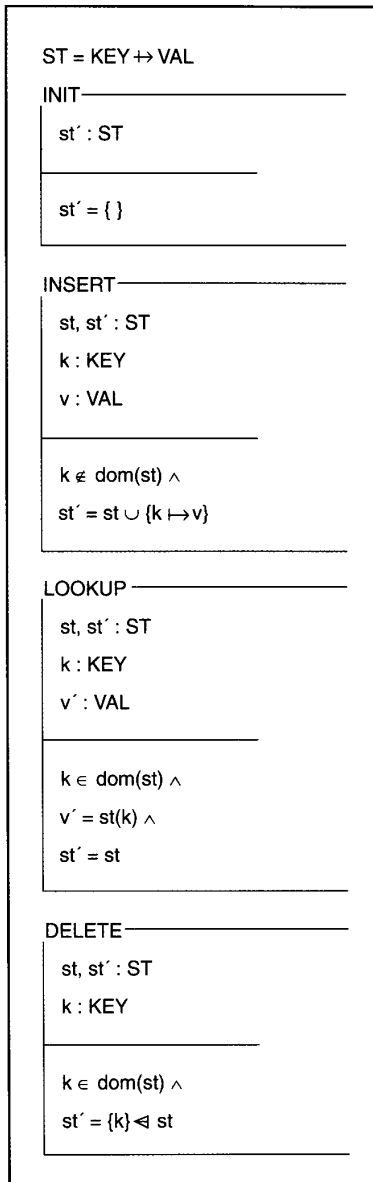 ST = KEY ⇸ VAL
INIT
st´ : ST
st´ = { }
INSERT
st, st´ : ST
k : KEY
v : VAL
k ∉ dom(st) ∧
st´ = st ∪ {k ↦ v}
LOOKUP
st, st´ : ST
k : KEY
v´ : VAL
k ∈ dom(st) ∧
v´ = st(k) ∧
st´ = st
DELETE
st, st´ : ST
k : KEY
k ∈ dom(st) ∧
st´ = {k} ⩤ st